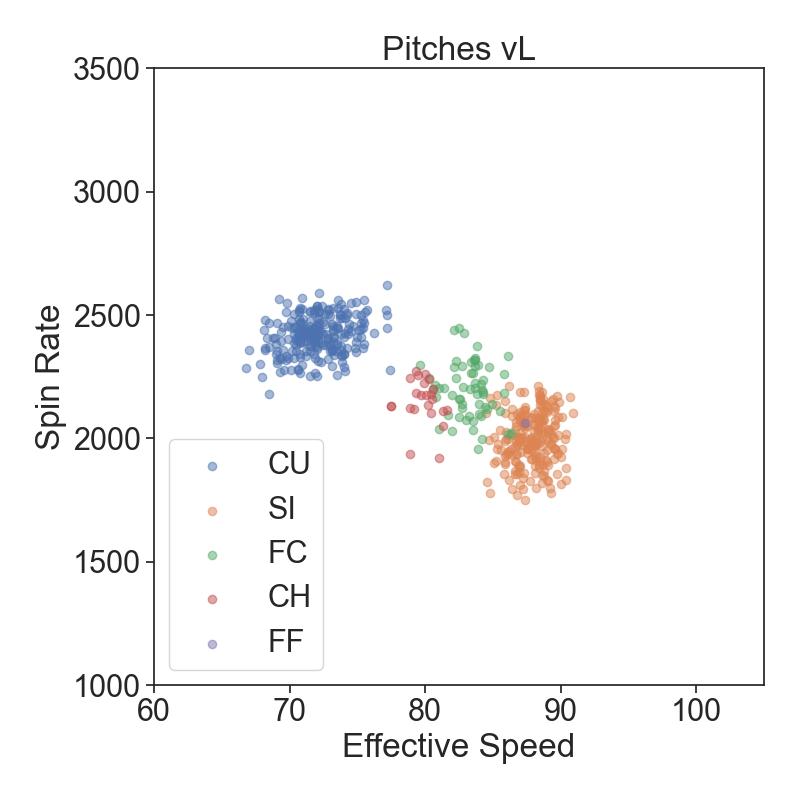 Pitches vL
3500
3000
2500
2000
1500
1000
Spin Rate
CU
SI
FC
CH
FF
60 70 80 90 100
Effective Speed